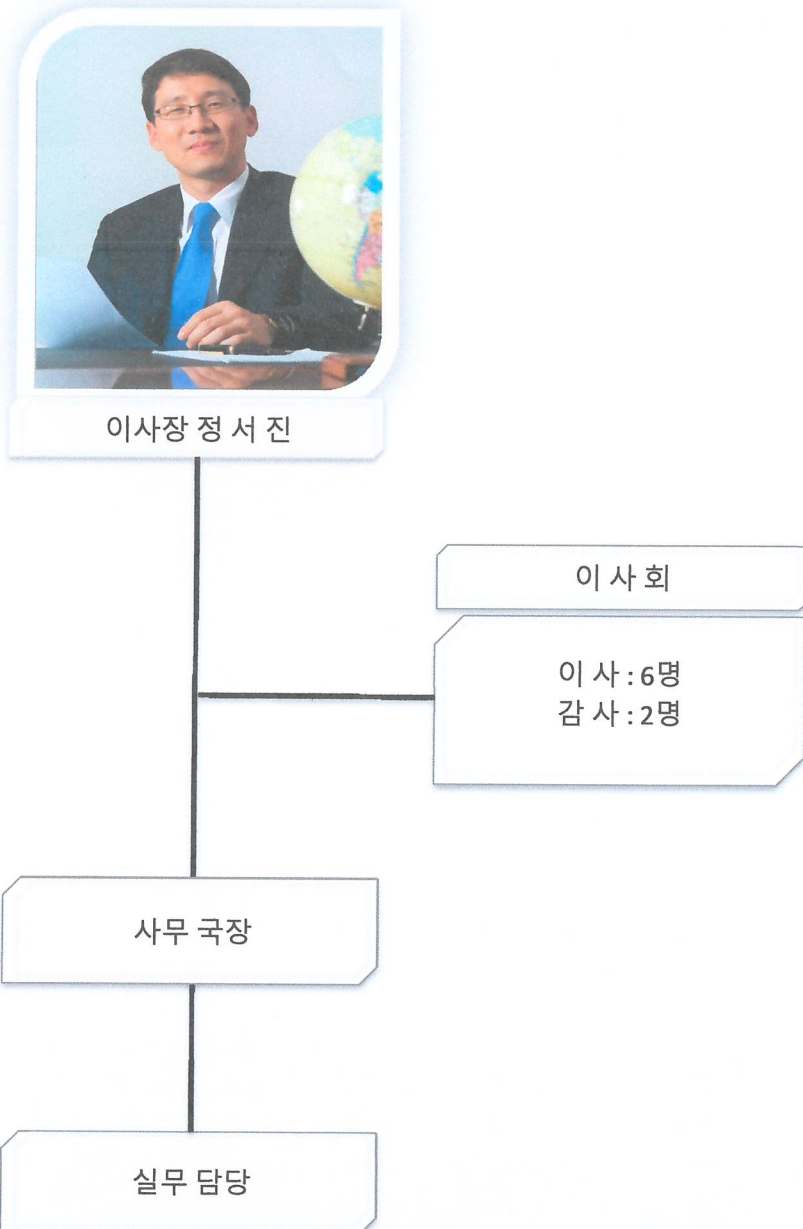 이사장 정 서 진
이 사 회
이 사 : 6명
감 사 : 2명
사무 국장
실무 담당